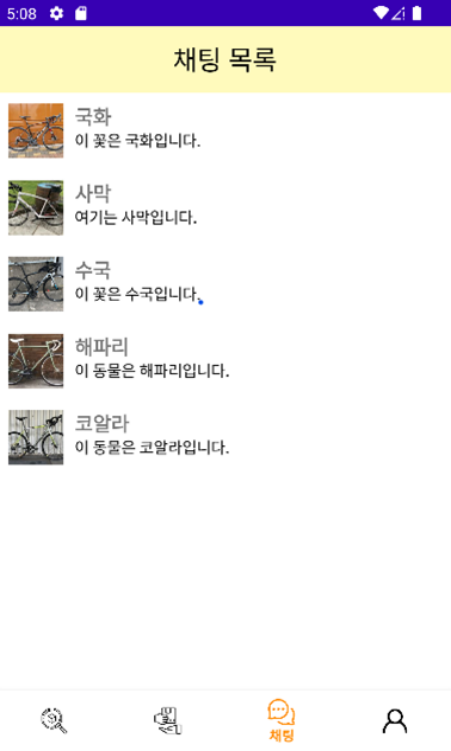 5:08
채팅 목록
국화
이 꽃은 국화입니다.
사막
여기는 사막입니다.
수국
이 꽃은 수국입니다.
해파리
이 동물은 해파리입니다.
코알라
이 동물은 코알라입니다.
채팅